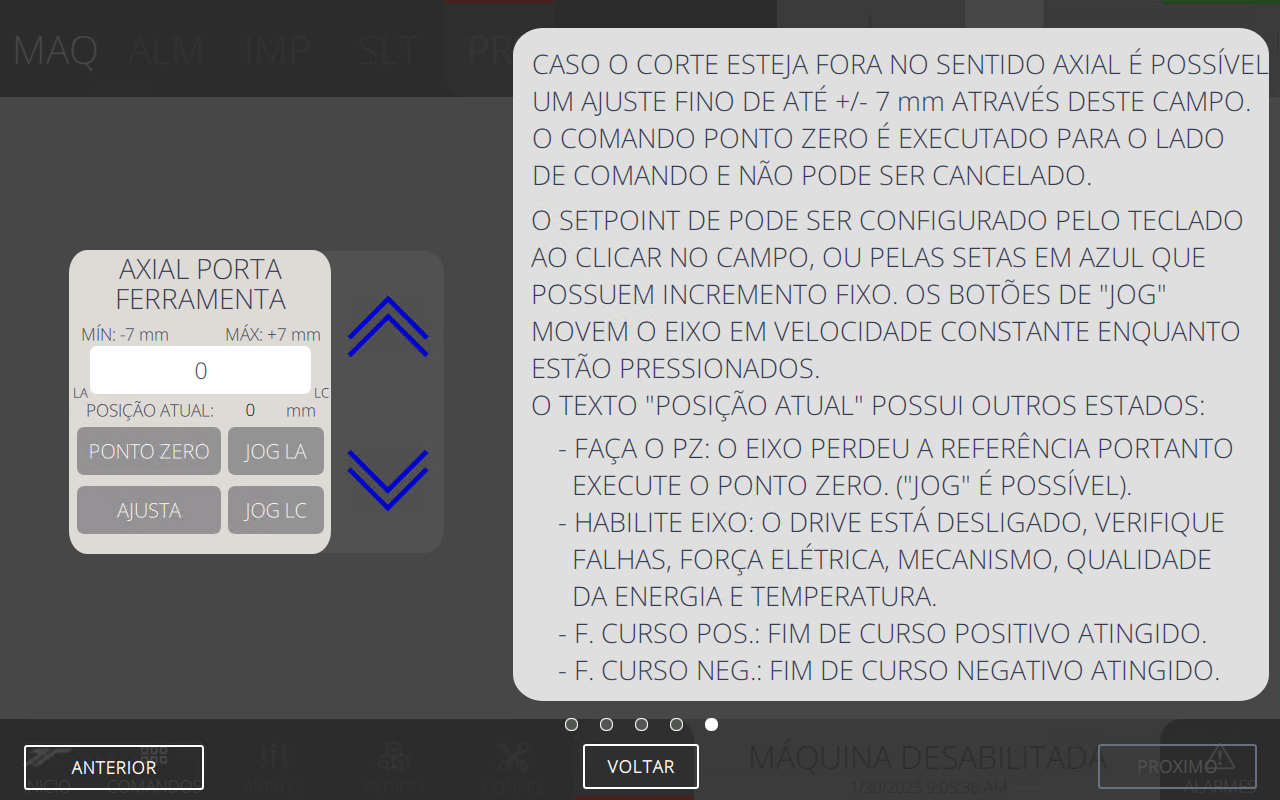 MAQ ALM IMP SLT PR
CASO O CORTE ESTEJA FORA NO SENTIDO AXIAL É POSSÍVEL
UM AJUSTE FINO DE ATÉ +/- 7 mm ATRAVÉS DESTE CAMPO.
O COMANDO PONTO ZERO É EXECUTADO PARA O LADO
DE COMANDO E NÃO PODE SER CANCELADO.
O SETPOINT DE PODE SER CONFIGURADO PELO TECLADO
AO CLICAR NO CAMPO, OU PELAS SETAS EM AZUL QUE
POSSUEM INCREMENTO FIXO. OS BOTÕES DE "JOG"
MOVEM O EIXO EM VELOCIDADE CONSTANTE ENQUANTO
ESTÃO PRESSIONADOS.
O TEXTO "POSIÇÃO ATUAL" POSSUI OUTROS ESTADOS:
- FAÇA O PZ: O EIXO PERDEU A REFERÊNCIA PORTANTO
EXECUTE O PONTO ZERO. ("JOG" É POSSÍVEL).
- HABILITE EIXO: O DRIVE ESTÁ DESLIGADO, VERIFIQUE
FALHAS, FORÇA ELÉTRICA, MECANISMO, QUALIDADE
DA ENERGIA E TEMPERATURA.
- F. CURSO POS.: FIM DE CURSO POSITIVO ATINGIDO.
- F. CURSO NEG.: FIM DE CURSO NEGATIVO ATINGIDO.
AXIAL PORTA
FERRAMENTA
MÍN: -7 mm MÁX: +7 mm
0
LA LC
POSIÇÃO ATUAL: 0 mm
PONTO ZERO JOG LA
AJUSTA JOG LC
ANTERIOR
VOLTAR
PROXIMO
MÁQUINA DESABILITADA
1/30/2023 9:05:36 AM
INICIO COMANDOS AJUSTES PEDIDO CONFIG ALARMES